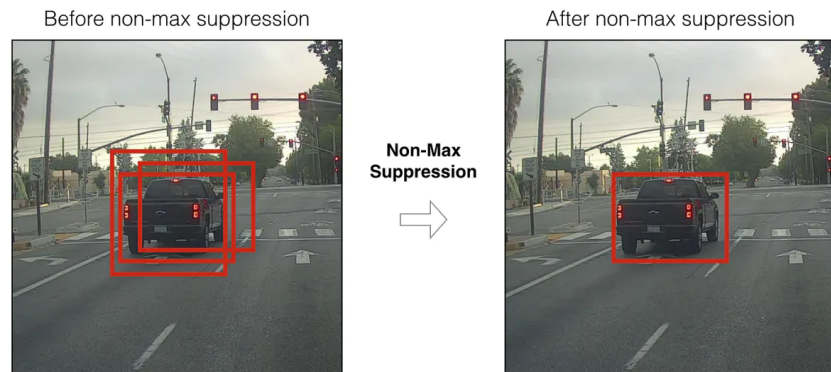 Before non-max suppression
After non-max suppression
Non-Max
Suppression